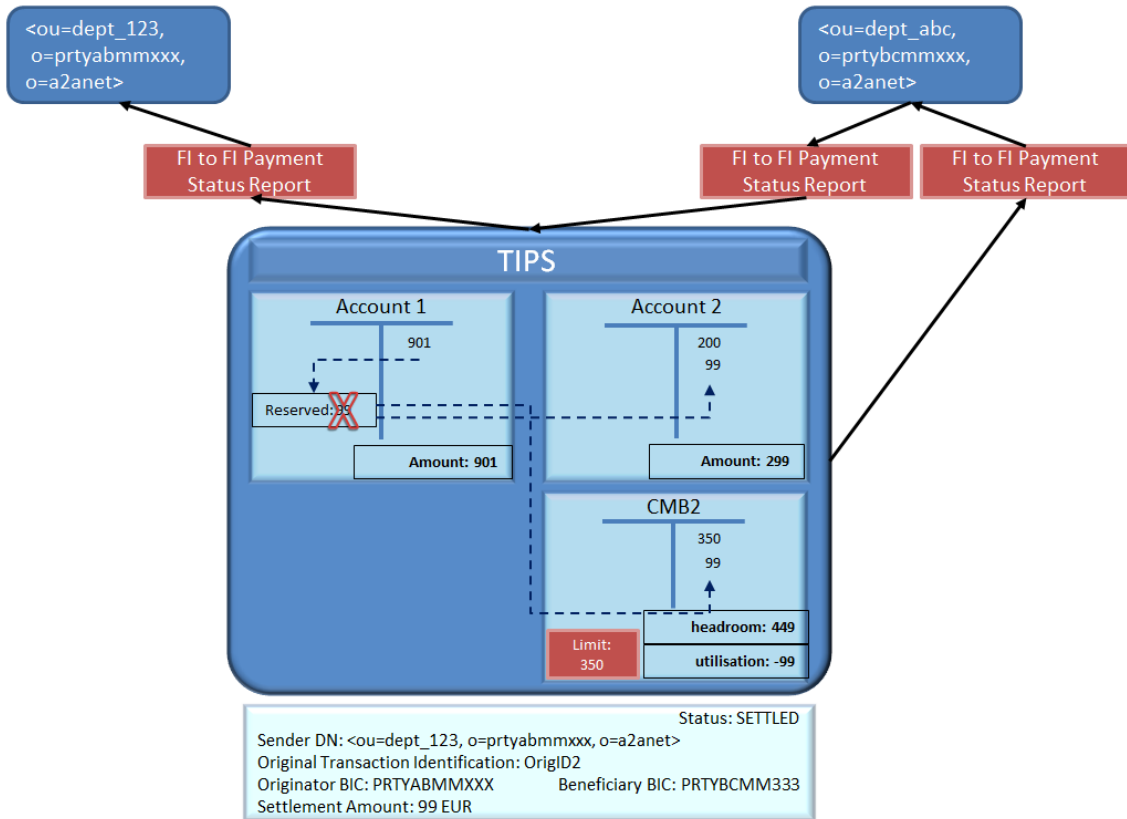 <ou=dept_123,
o=prtyabmmxxx,
o=a2anet>
<ou=dept_abc,
o=prtybcmmxxx,
o=a2anet>
FI to FI Payment
Status Report
FI to FI Payment
Status Report
FI to FI Payment
Status Report
TIPS
Account 1
901
Reserved: 99
Amount: 901
Account 2
200
99
Amount: 299
CMB2
350
99
headroom: 449
Limit:
350
utilisation: -99
Status: SETTLED
Sender DN: <ou=dept_123, o=prtyabmmxxx, o=a2anet>
Original Transaction Identification: OrigID2
Originator BIC: PRTYABMMXXX Beneficiary BIC: PRTYBCMM333
Settlement Amount: 99 EUR